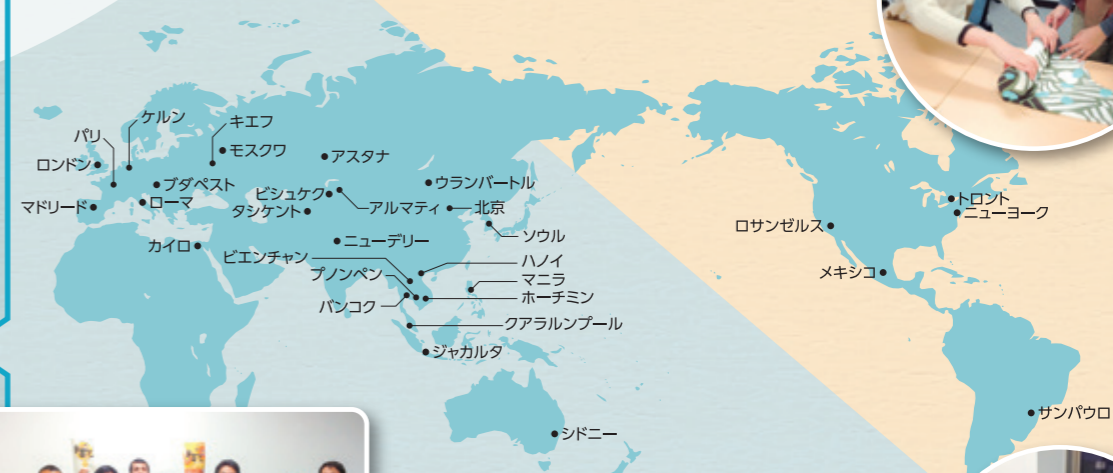 ケルン
キエフ
パリ
モスクワ
アスタナ
ロンドン
ブダペスト
ウランバートル
ビシュケク
ローマ
マドリード
タシケント
アルマティ
北京
トロント
ニューヨーク
ロサンゼルス
ソウル
ニューデリー
カイロ
ビエンチャン
ハノイ
プノンペン
マニラ
メキシコ
ホーチミン
バンコク
クアラルンプール
ジャカルタ
サンパウロ
シドニー